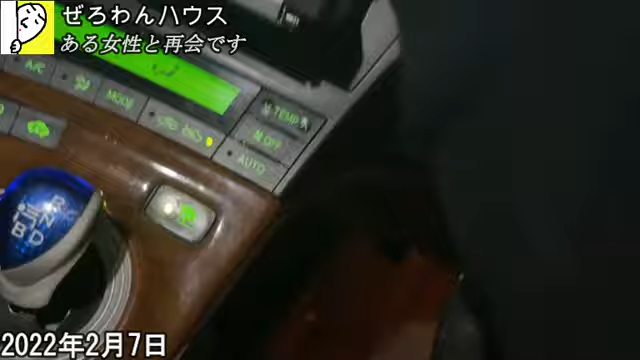 ぜろわんハウス
ある女性と再会です
A/C
MODE
TEMP
OFF
AUTO
R
N
B D
2022年2月7日